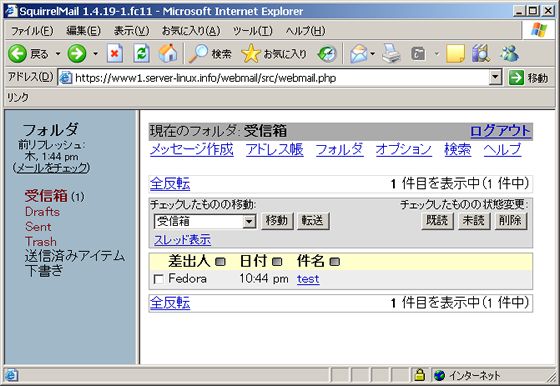 SquirrelMail 1.4.19-1.fc11 - Microsoft Internet Explorer
ファイル(F) 編集(E) 表示(V) お気に入り(A) ツール(T) ヘルプ(H)
戻る 検索 お気に入り
アドレス(D) https://www1.server-linux.info/webmail/src/webmail.php 移動
リンク
フォルダ
前リフレッシュ:
木, 1:44 pm
(メールをチェック)
受信箱 (1)
Drafts
Sent
Trash
送信済みアイテム
下書き
現在のフォルダ: 受信箱 ログアウト
メッセージ作成 アドレス帳 フォルダ オプション 検索 ヘルプ
全反転 1 件目を表示中 (1 件中)
チェックしたものの移動: チェックしたものの状態変更:
受信箱 移動 転送 既読 未読 削除
スレッド表示
差出人 日付 件名
Fedora 10:44 pm test
全反転 1 件目を表示中 (1 件中)
インターネット